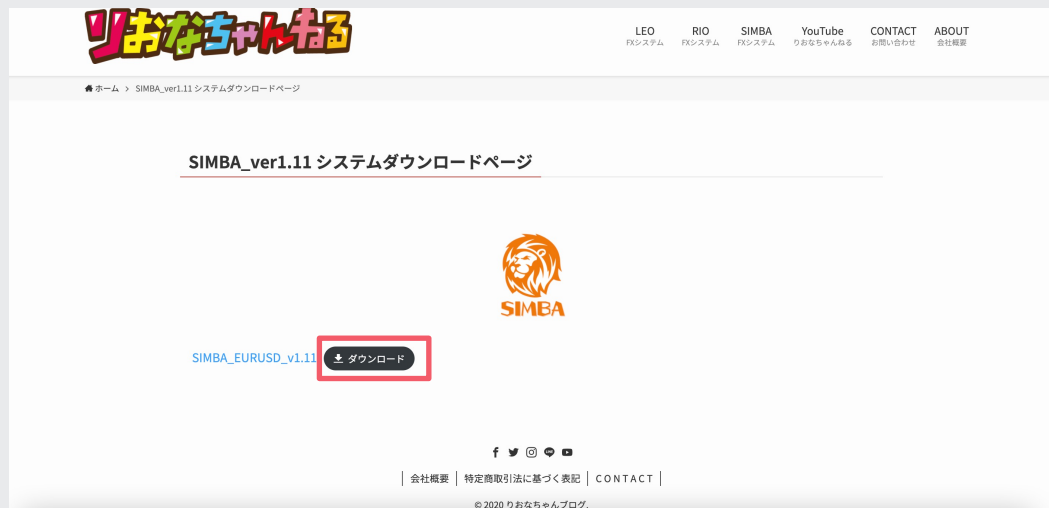 りおなちゃんねる
LEO RIO SIMBA YouTube CONTACT ABOUT
FXシステム FXシステム FXシステム りおなちゃんねる お問い合わせ 会社概要
ホーム > SIMBA_ver1.11 システムダウンロードページ
SIMBA_ver1.11 システムダウンロードページ
SIMBA
SIMBA_EURUSD_v1.11 ダウンロード
会社概要 特定商取引法に基づく表記 CONTACT
© 2020 りおなちゃんブログ.